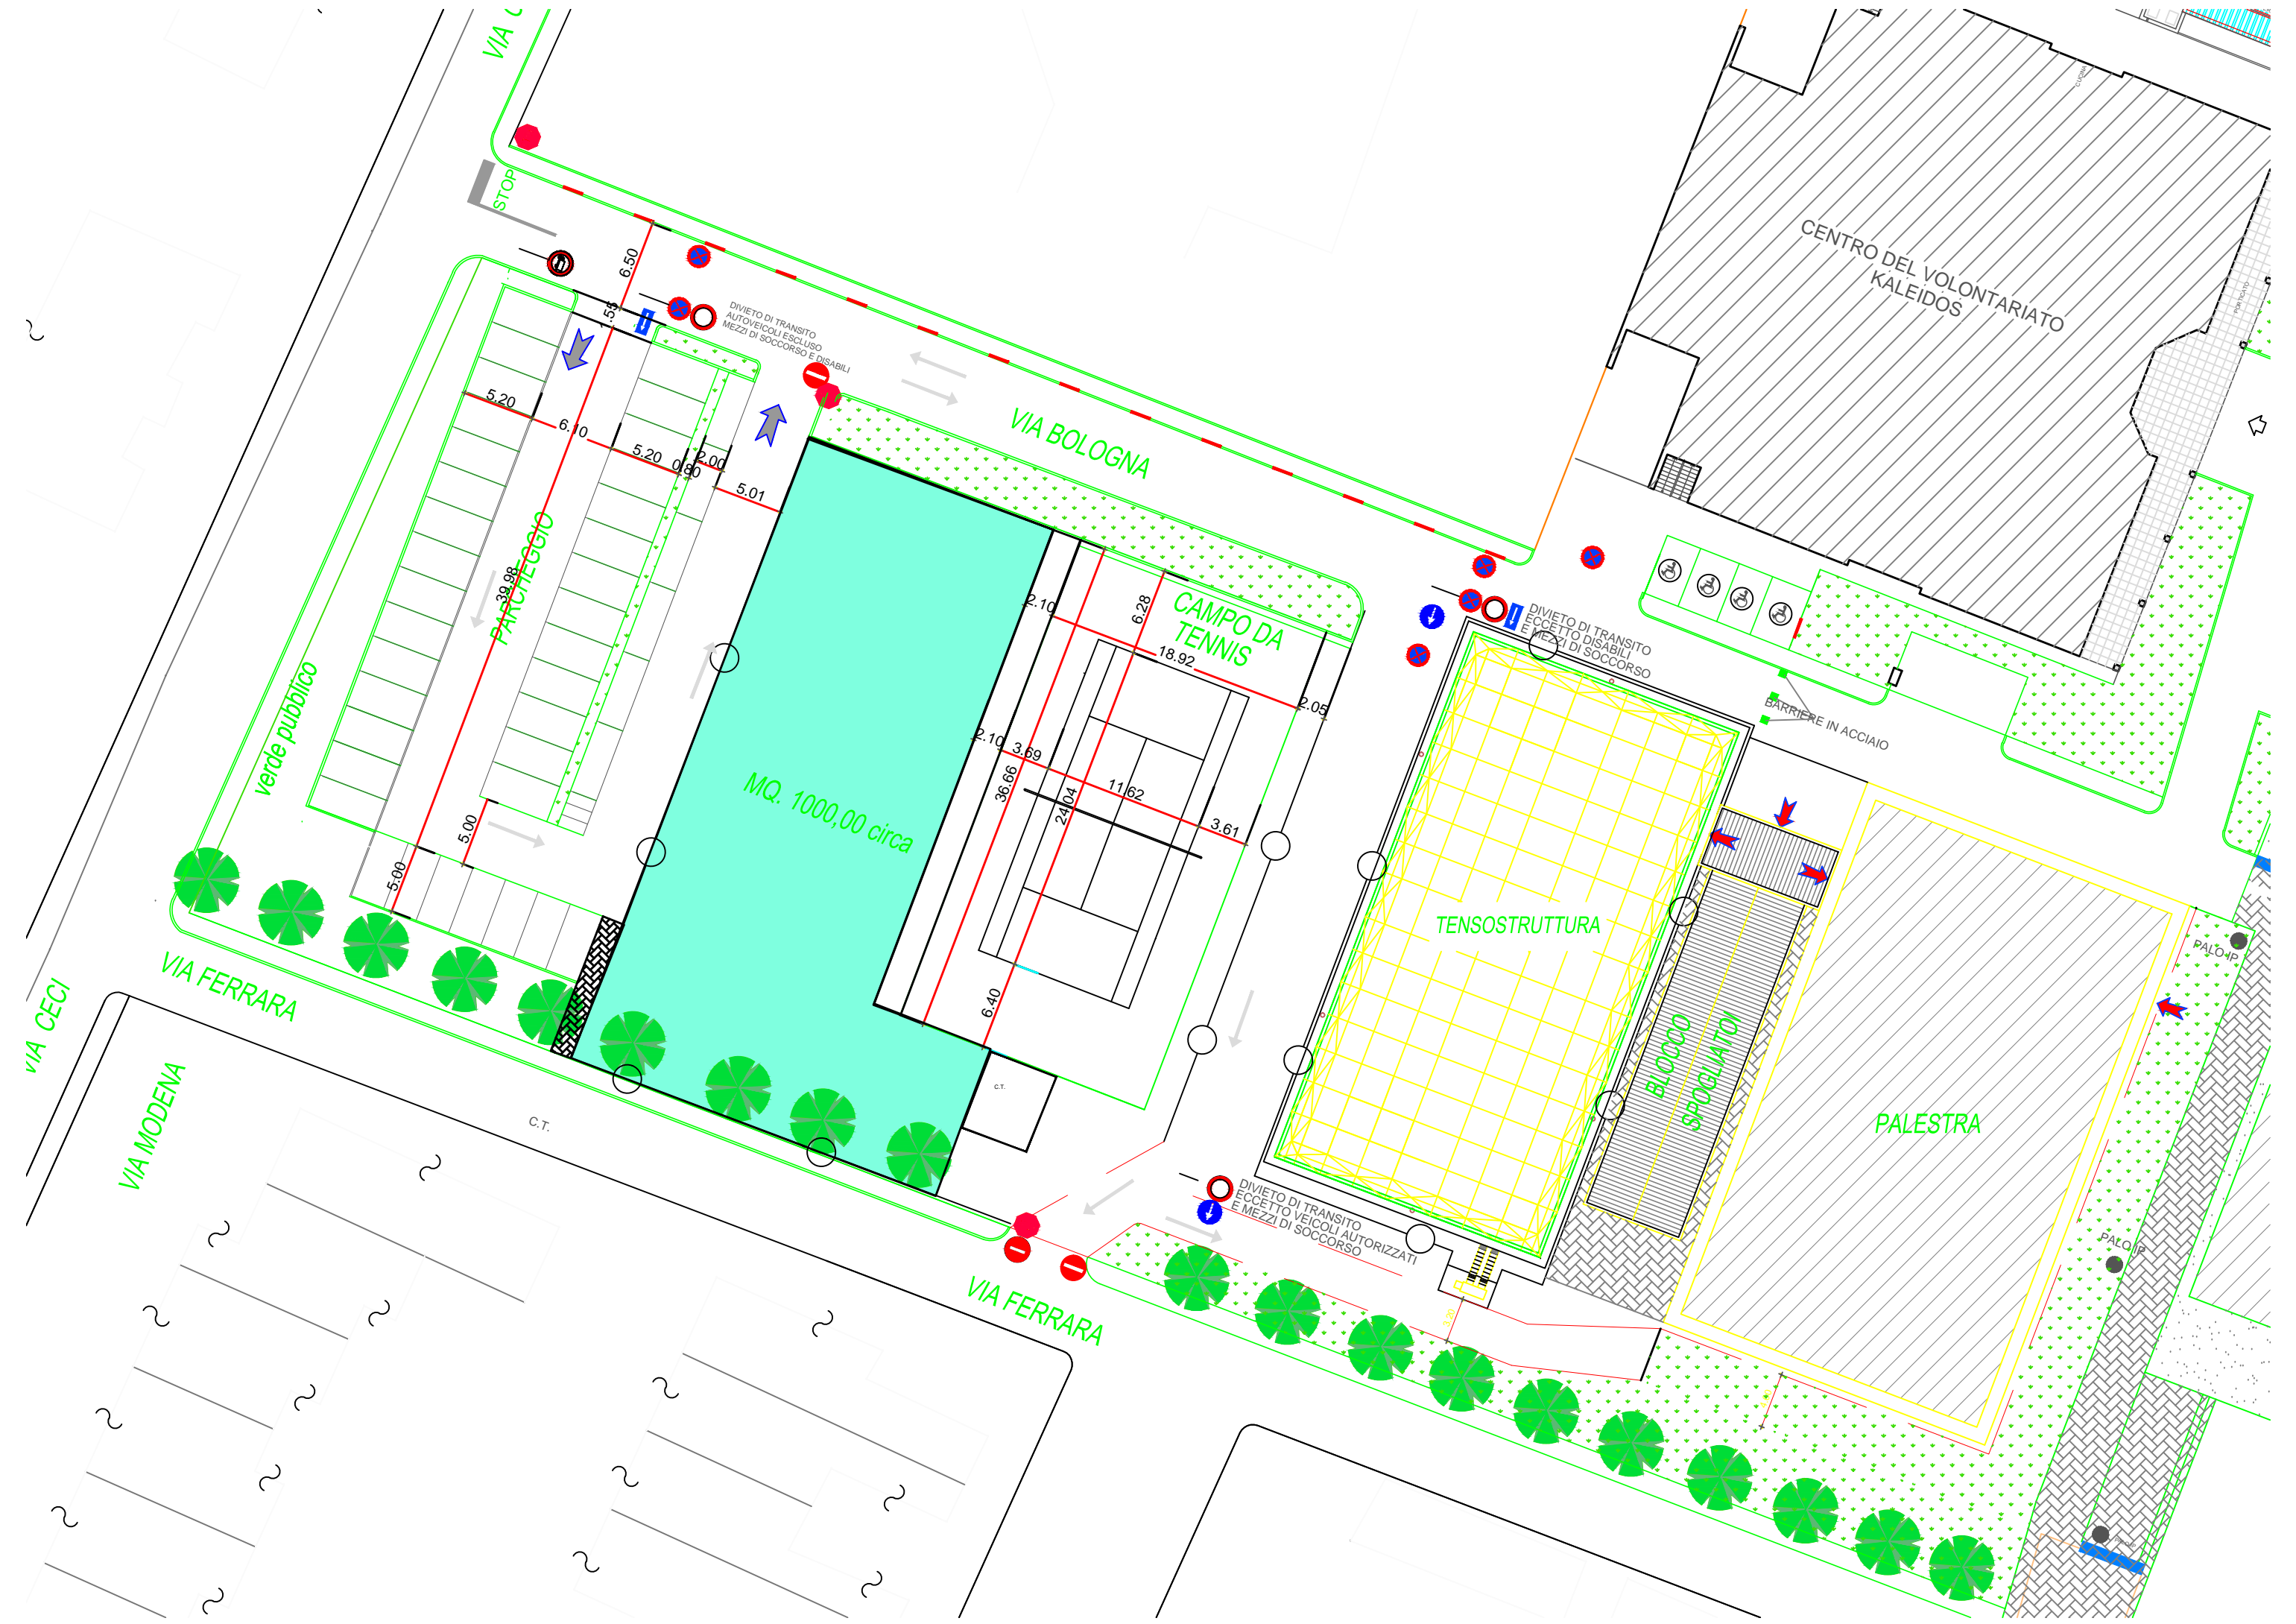 VIA C
STOP
6.50
1.55
DIVIETO DI TRANSITO
AUTOVEICOLI ESCLUSO
MEZZI DI SOCCORSO E DISABILI
5.20
6.10
5.20
0.80
2.00
5.01
VIA BOLOGNA
CENTRO DEL VOLONTARIATO
KALEIDOS
CUCINA
PORTICATO
PARCHEGGIO
39.98
verde pubblico
5.00
5.00
MQ. 1000,00 circa
2.10
6.28
CAMPO DA
TENNIS
18.92
2.05
2.10
3.69
36.66
24.04
11.62
3.61
6.40
C.T.
DIVIETO DI TRANSITO
ECCETTO DISABILI
E MEZZI DI SOCCORSO
BARRIERE IN ACCIAIO
TENSOSTRUTTURA
BLOCCO
SPOGLIATOI
PALESTRA
PALO IP
PALO IP
VIA FERRARA
VIA CECI
VIA MODENA
C.T.
DIVIETO DI TRANSITO
ECCETTO VEICOLI AUTORIZZATI
E MEZZI DI SOCCORSO
VIA FERRARA